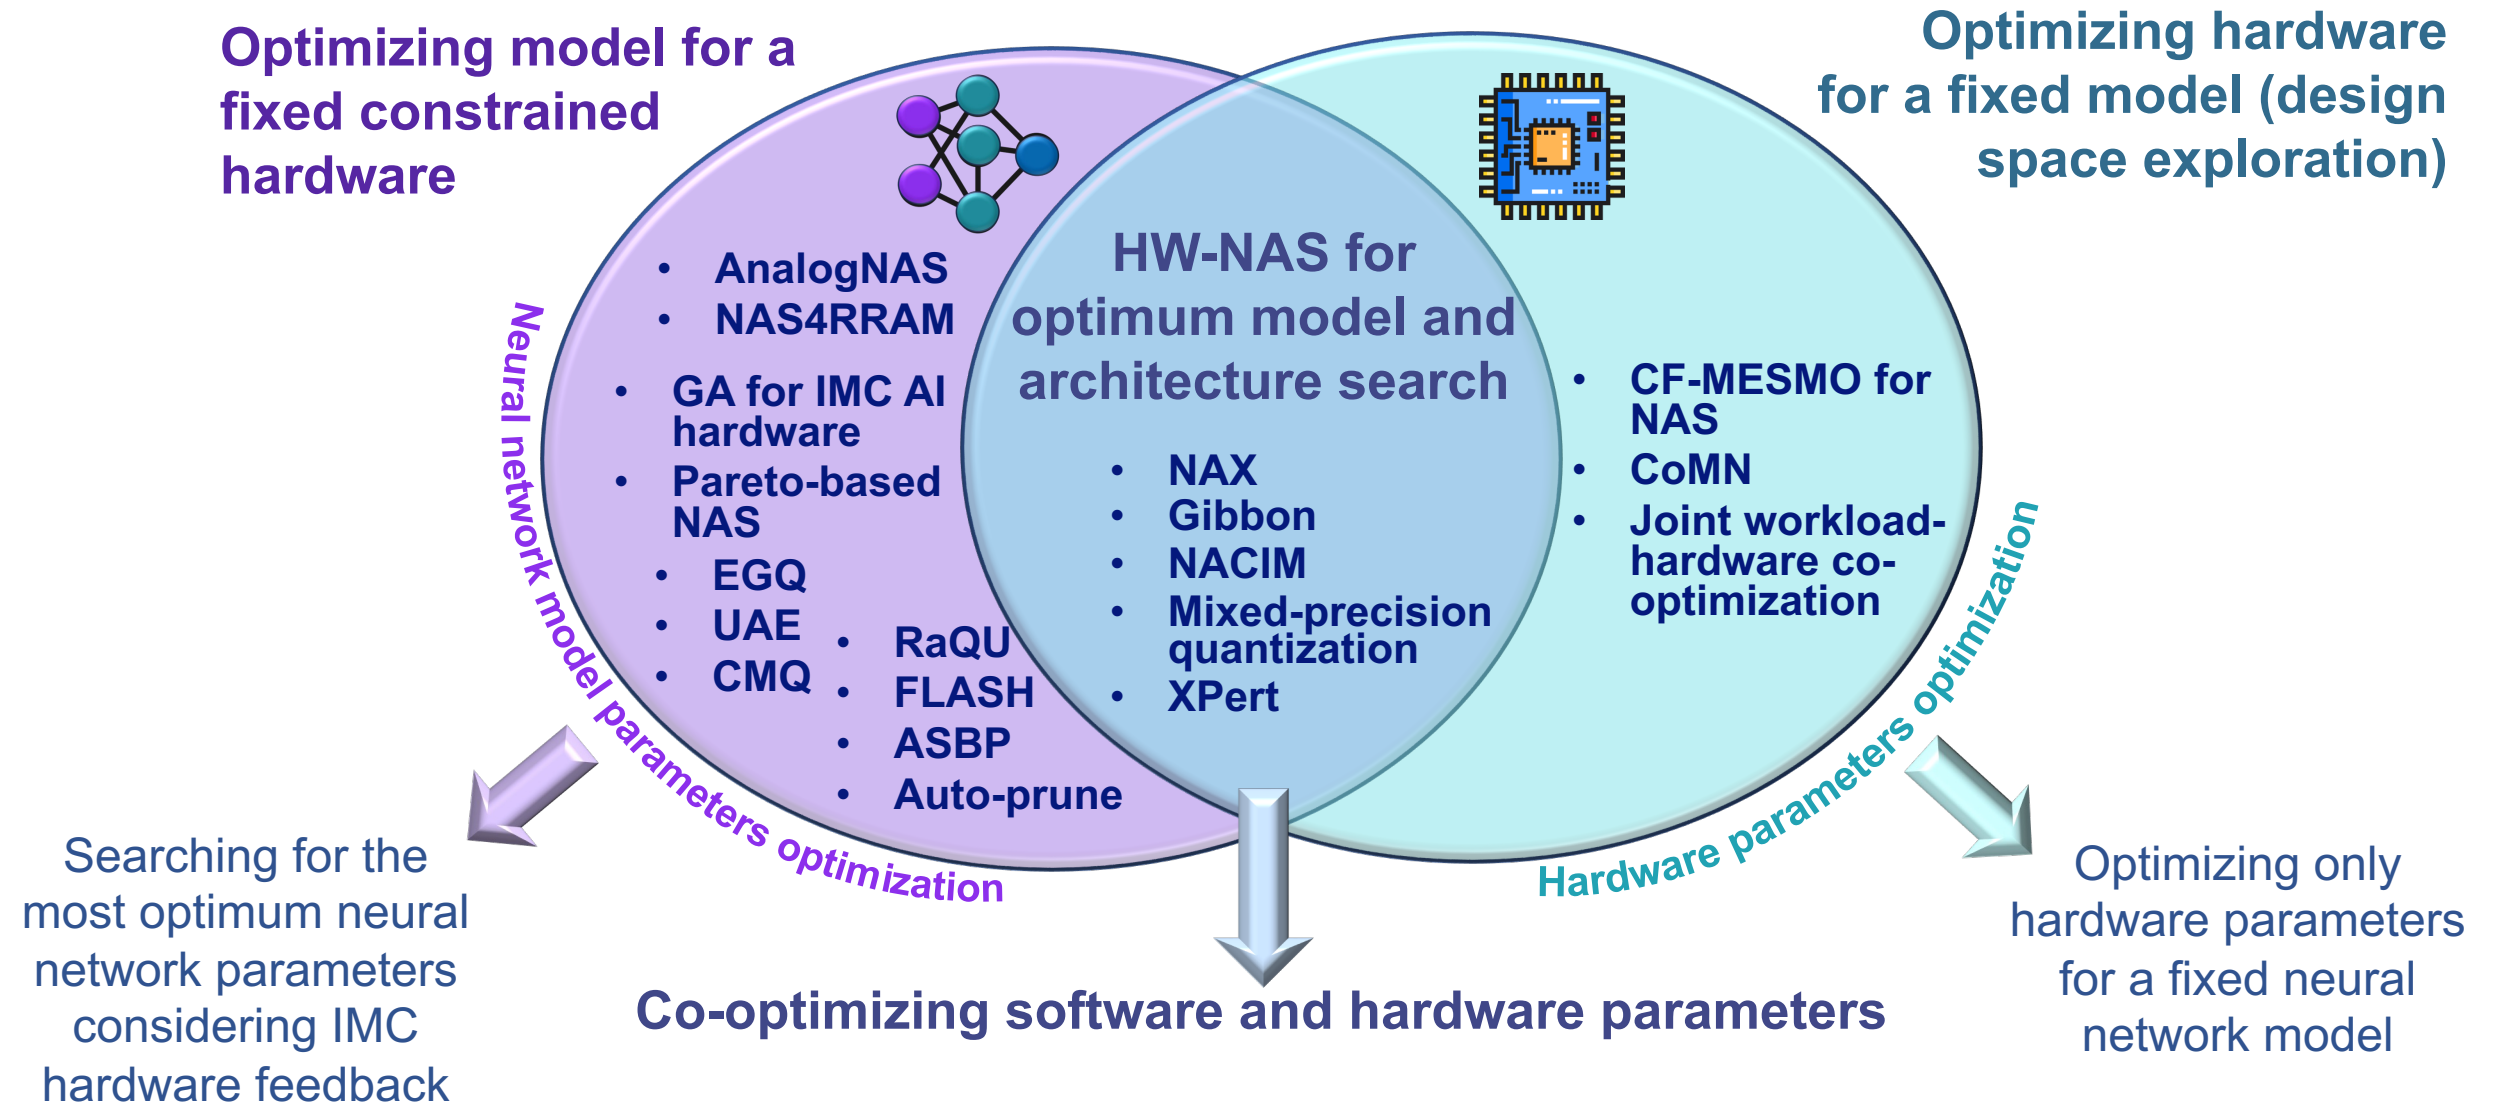 Optimizing model for a
fixed constrained
hardware
Optimizing hardware
for a fixed model (design
space exploration)
• AnalogNAS
• NAS4RRAM
• GA for IMC AI
hardware
• Pareto-based
NAS
• EGQ
• UAE
• CMQ
• RaQU
• FLASH
• ASBP
• Auto-prune
HW-NAS for
optimum model and
architecture search
• NAX
• Gibbon
• NACIM
• Mixed-precision
quantization
• XPert
• CF-MESMO for
NAS
• CoMN
• Joint workload-
hardware co-
optimization
Neural network model parameters optimization
Hardware parameters optimization
Searching for the
most optimum neural
network parameters
considering IMC
hardware feedback
Co-optimizing software and hardware parameters
Optimizing only
hardware parameters
for a fixed neural
network model